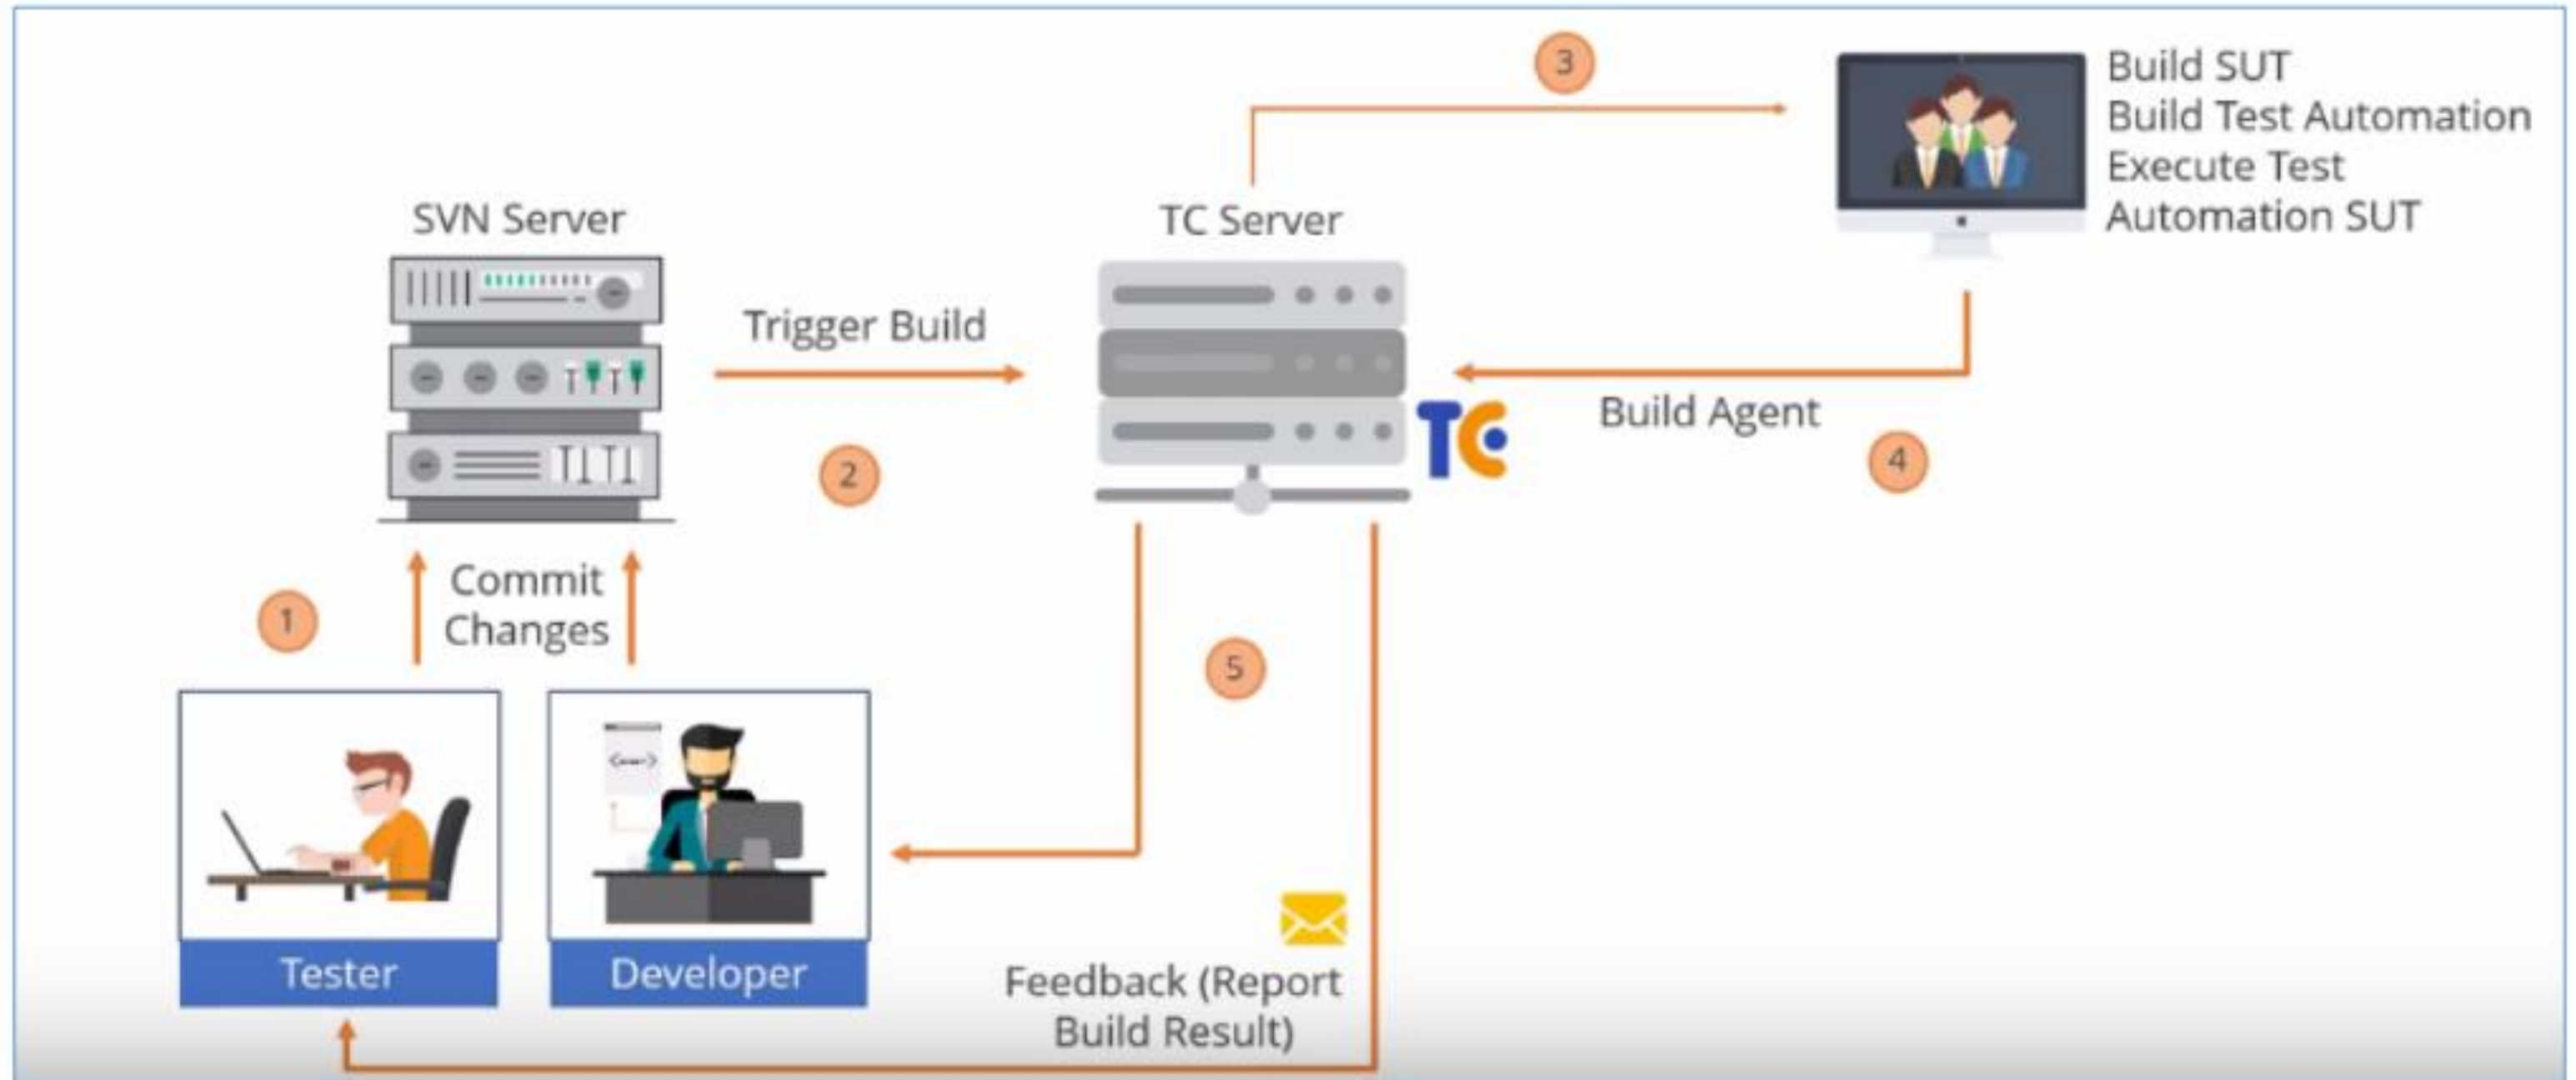 3
Build SUT
Build Test Automation
Execute Test
Automation SUT
SVN Server
TC Server
Trigger Build
2
TC
Build Agent
4
1
Commit
Changes
5
<--->
Tester
Developer
Feedback (Report
Build Result)